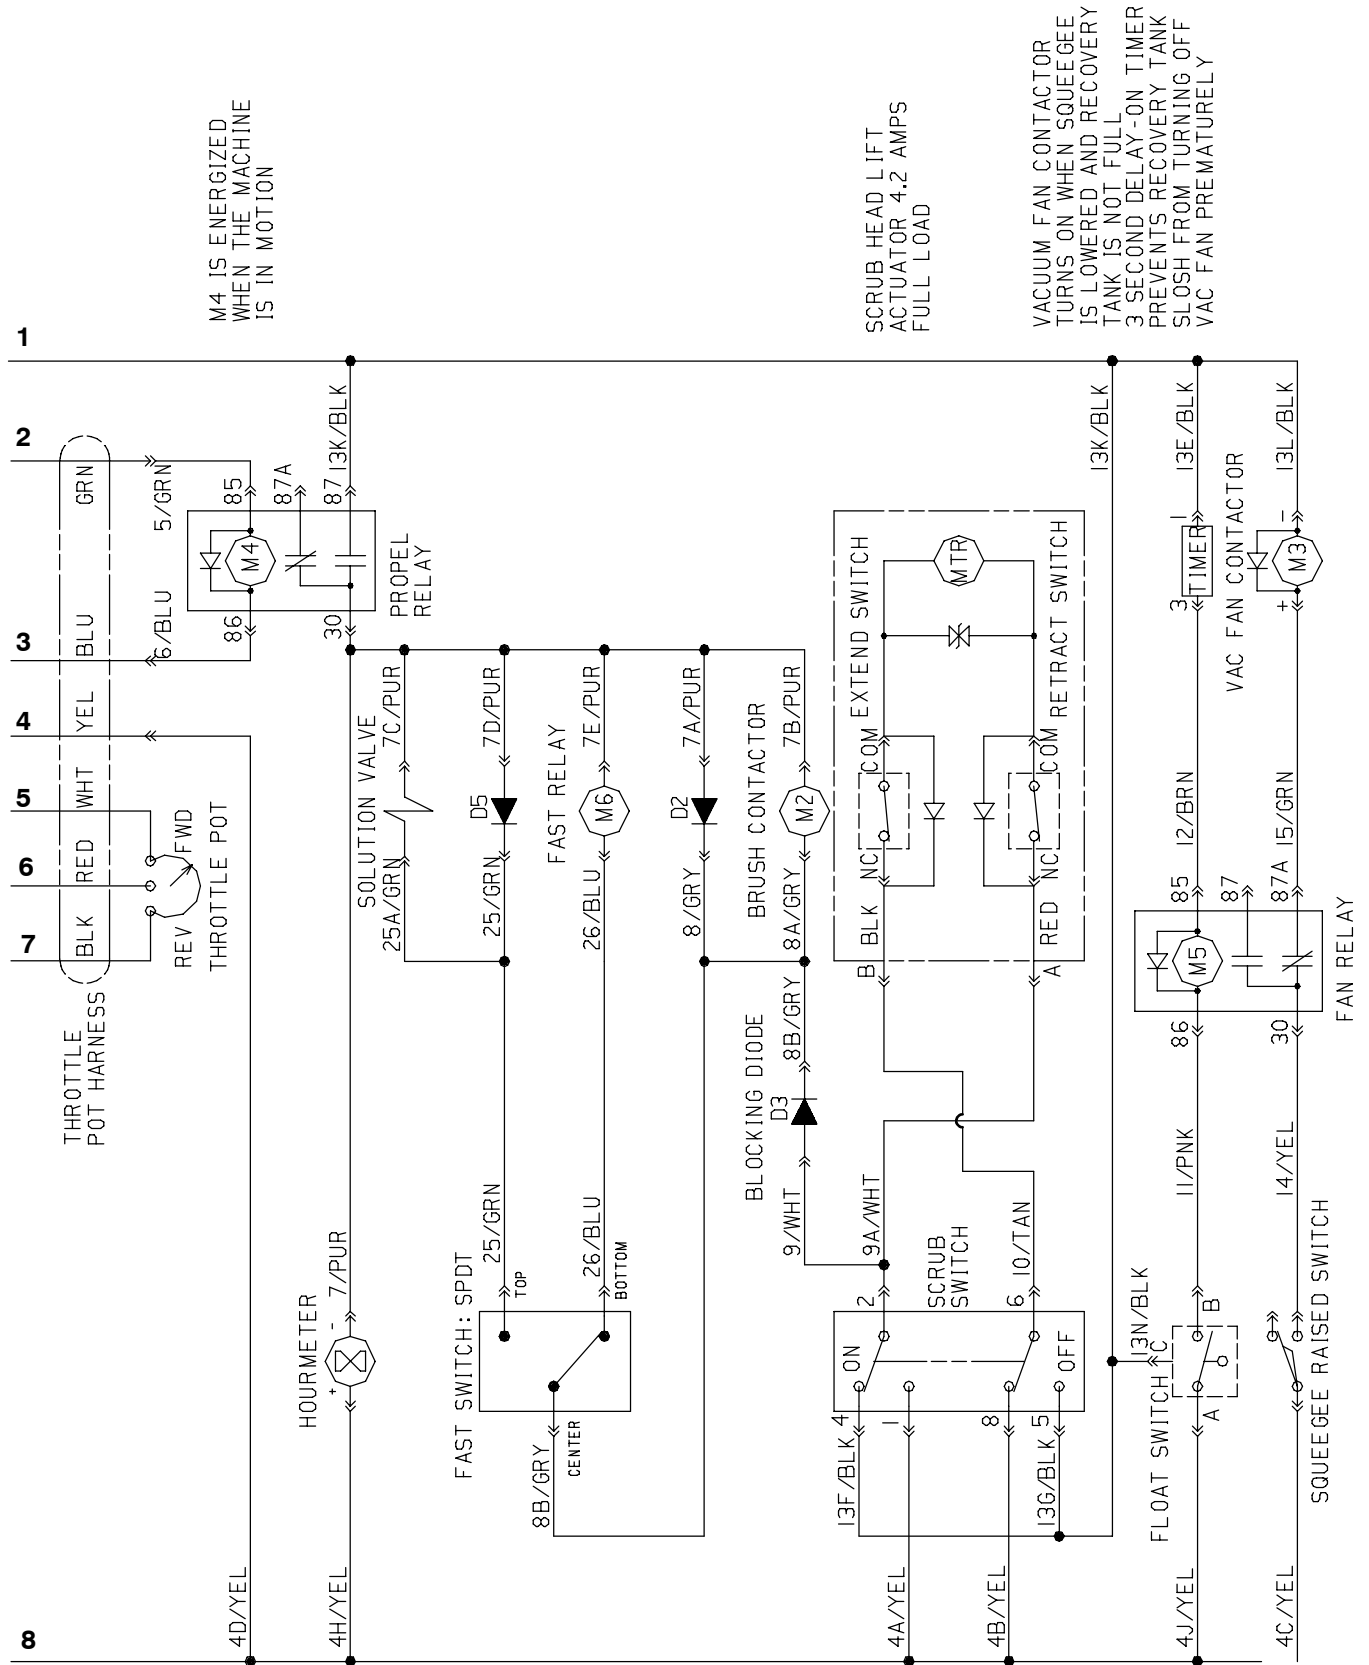 M4 IS ENERGIZED
WHEN THE MACHINE
IS IN MOTION
SCRUB HEAD LIFT
ACTUATOR 4.2 AMPS
FULL LOAD
VACUUM FAN CONTACTOR
TURNS ON WHEN SQUEEGEE
IS LOWERED AND RECOVERY
TANK IS NOT FULL
3 SECOND DELAY-ON TIMER
PREVENTS RECOVERY TANK
SLOSH FROM TURNING OFF
VAC FAN PREMATURELY
1
2
3
4
5
6
7
8
GRN
BLU
YEL
WHT
RED
BLK
5/GRN
6/BLU
FWD
REV
THROTTLE POT
THROTTLE
POT HARNESS
85
87A
87
13K/BLK
M4
86
30
PROPEL
RELAY
HOURMETER
+
-
7/PUR
4D/YEL
4H/YEL
SOLUTION VALVE
7C/PUR
25A/GRN
7D/PUR
D5
25/GRN
FAST RELAY
7E/PUR
M6
26/BLU
7A/PUR
D2
8/GRY
BRUSH CONTACTOR
7B/PUR
M2
8A/GRY
25/GRN
TOP
26/BLU
BOTTOM
FAST SWITCH: SPDT
8B/GRY
CENTER
BLOCKING DIODE
D3
8B/GRY
9/WHT
EXTEND SWITCH
MTR
RETRACT SWITCH
COM
NC
BLK
B
COM
NC
RED
A
9A/WHT
10/TAN
SCRUB
SWITCH
2
6
ON
OFF
4
1
8
5
13F/BLK
13G/BLK
4A/YEL
4B/YEL
13K/BLK
13E/BLK
13L/BLK
1
TIMER
3
VAC FAN CONTACTOR
-
M3
+
12/BRN
15/GRN
85
87
87A
M5
86
30
FAN RELAY
11/PNK
14/YEL
13N/BLK
FLOAT SWITCH
C
B
A
SQUEEGEE RAISED SWITCH
4J/YEL
4C/YEL